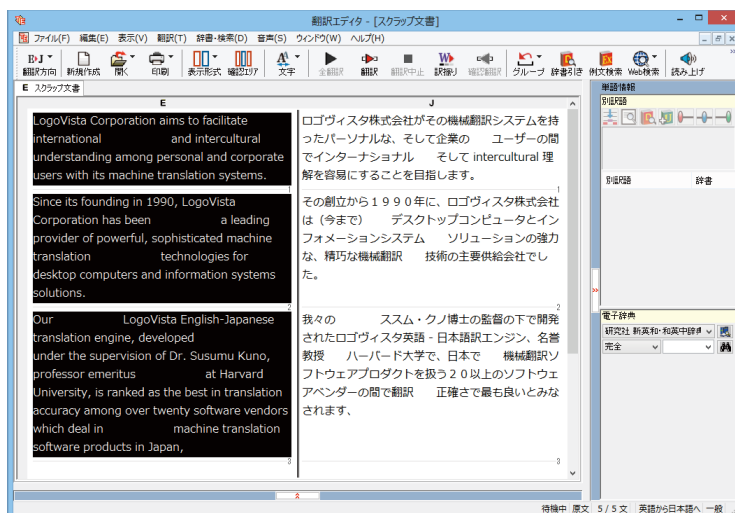 翻訳エディタ - [スクラップ文書]
ファイル(F) 編集(E) 表示(V) 翻訳(T) 辞書・検索(D) 音声(S) ウィンドウ(W) ヘルプ(H)
翻訳方向 新規作成 開く 印刷 表示形式 確認エリア 文字 全翻訳 翻訳 翻訳中止 訳振り 確認翻訳 グループ 辞書引き 例文検索 Web検索 読み上げ
E スクラップ文書
E
LogoVista Corporation aims to facilitate
international and intercultural
understanding among personal and corporate
users with its machine translation systems.
1
Since its founding in 1990, LogoVista
Corporation has been a leading
provider of powerful, sophisticated machine
translation technologies for
desktop computers and information systems
solutions.
2
Our LogoVista English-Japanese
translation engine, developed
under the supervision of Dr. Susumu Kuno,
professor emeritus at Harvard
University, is ranked as the best in translation
accuracy among over twenty software vendors
which deal in machine translation
software products in Japan,
3
J
ロゴヴィスタ株式会社がその機械翻訳システムを持
ったパーソナルな、そして企業の ユーザーの間
でインターナショナル そして intercultural 理
解を容易にすることを目指します。
1
その創立から１９９０年に、ロゴヴィスタ株式会社
は（今まで） デスクトップコンピュータとイン
フォメーションシステム ソリューションの強力
な、精巧な機械翻訳 技術の主要供給会社でし
た。
2
我々の ススム・クノ博士の監督の下で開発
されたロゴヴィスタ英語 - 日本語訳エンジン、名誉
教授 ハーバード大学で、日本で 機械翻訳ソ
フトウェアプロダクトを扱う２０以上のソフトウェ
アベンダーの間で翻訳 正確さで最も良いとみな
されます、
3
単語情報
別訳語
別訳語 辞書
電子辞典
研究社 新英和・和英中辞典
完全
待機中 原文 5 / 5 文 英語から日本語へ 一般